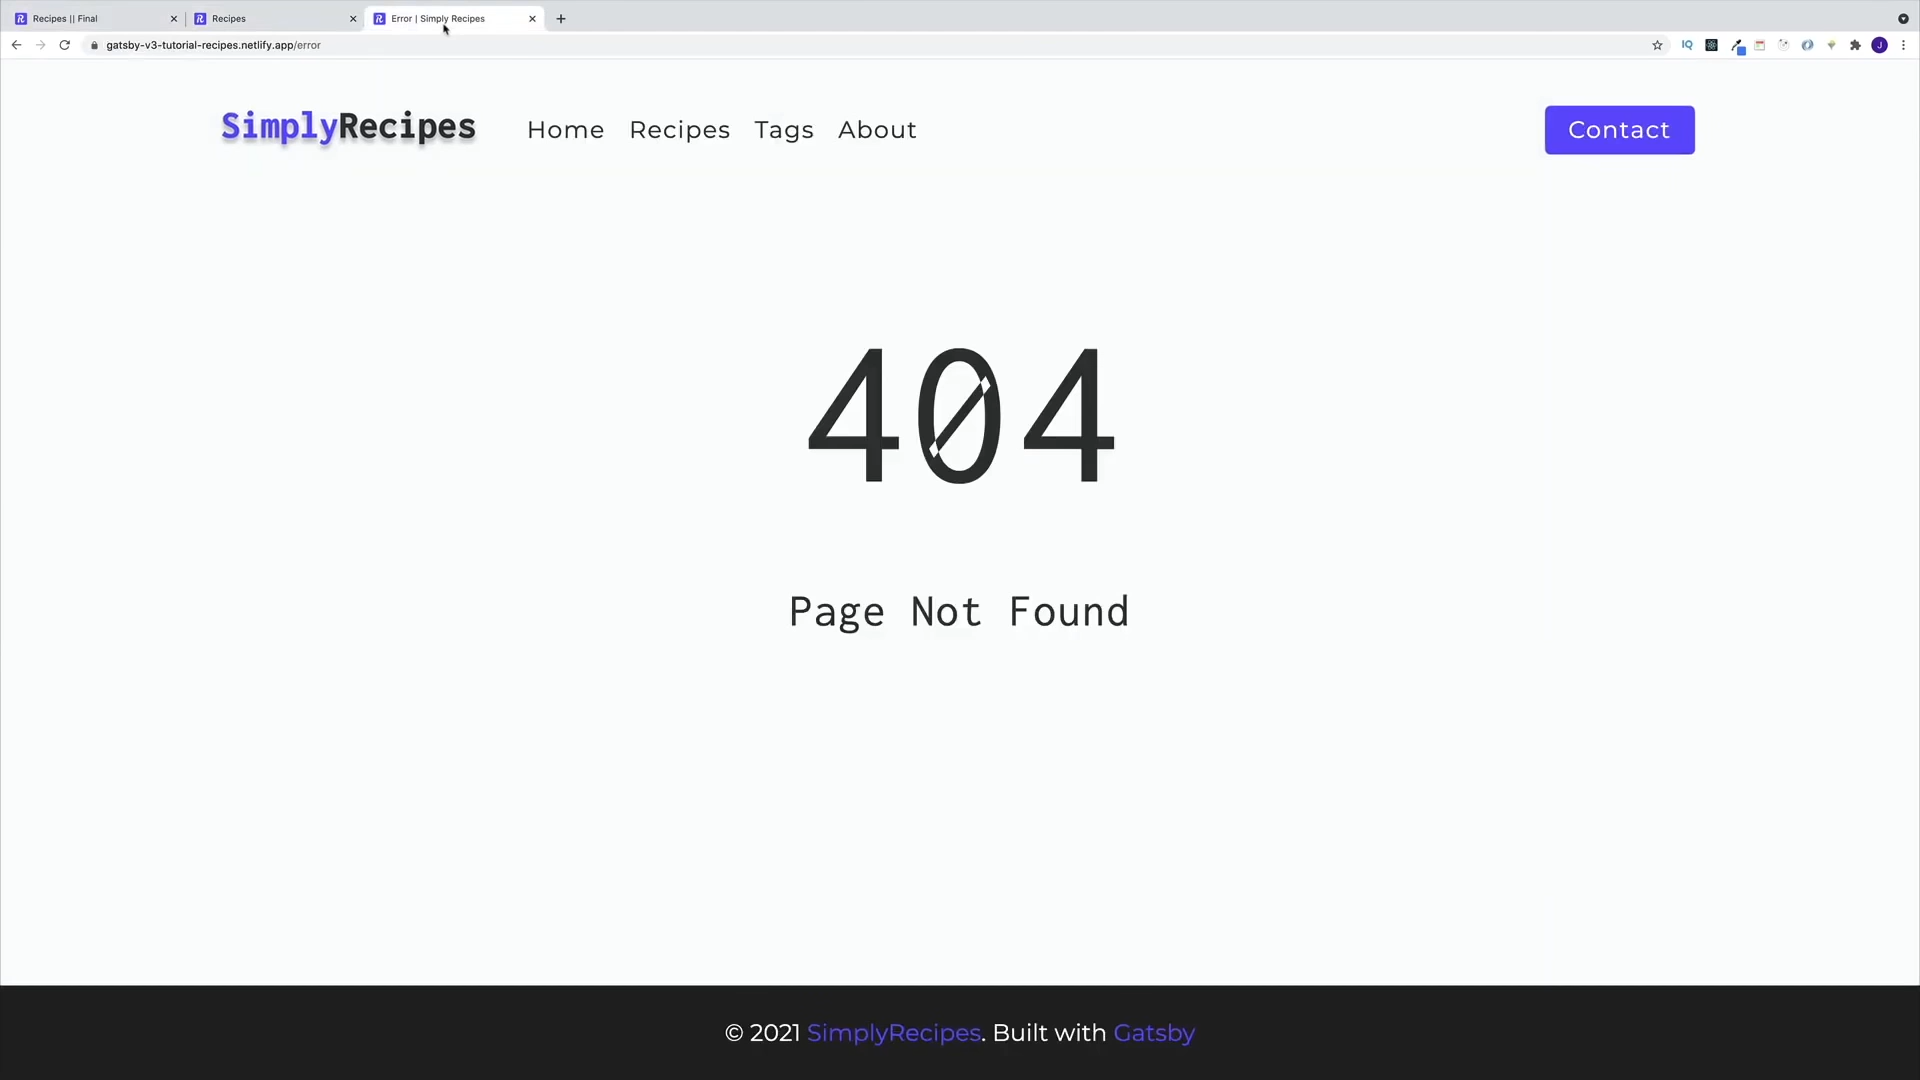 Recipes || Final
Recipes
Error | Simply Recipes
gatsby-v3-tutorial-recipes.netlify.app/error
IQ
J
SimplyRecipes
Home
Recipes
Tags
About
Contact
404
Page Not Found
© 2021 SimplyRecipes. Built with Gatsby